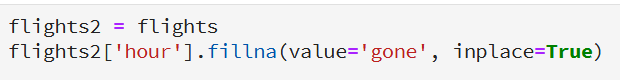 flights2 = flights
flights2['hour'].fillna(value='gone', inplace=True)